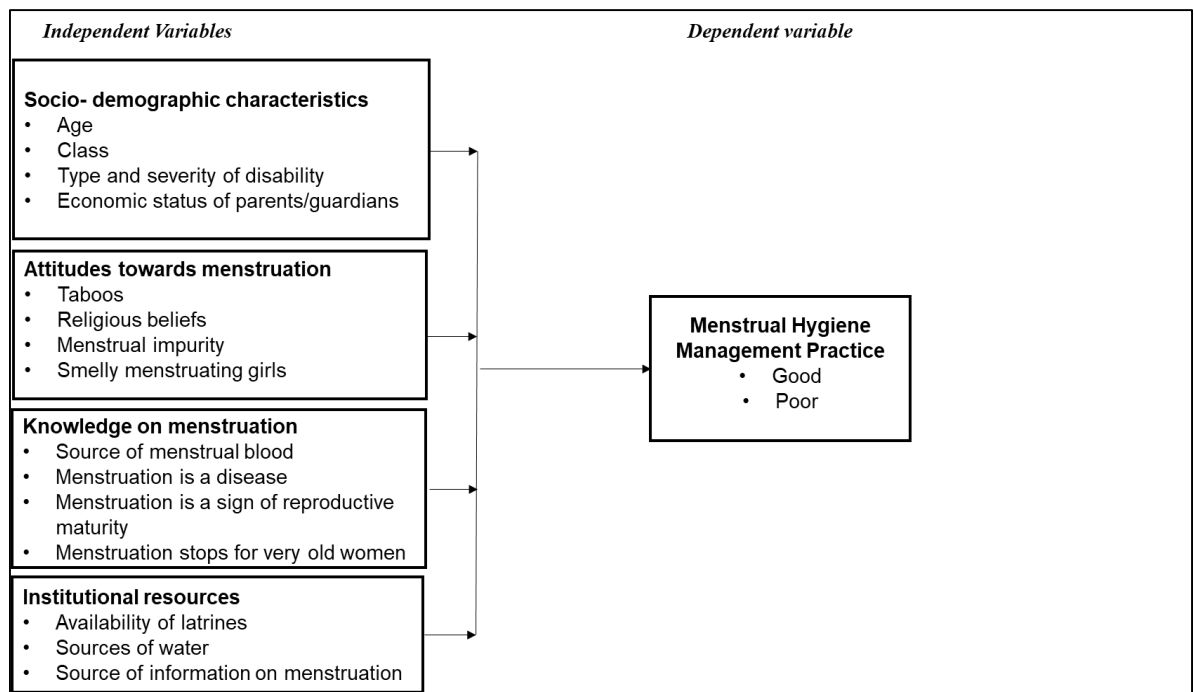 Independent Variables
Dependent variable
Socio- demographic characteristics
• Age
• Class
• Type and severity of disability
• Economic status of parents/guardians
Attitudes towards menstruation
• Taboos
• Religious beliefs
• Menstrual impurity
• Smelly menstruating girls
Knowledge on menstruation
• Source of menstrual blood
• Menstruation is a disease
• Menstruation is a sign of reproductive
maturity
• Menstruation stops for very old women
Institutional resources
• Availability of latrines
• Sources of water
• Source of information on menstruation
Menstrual Hygiene
Management Practice
• Good
• Poor